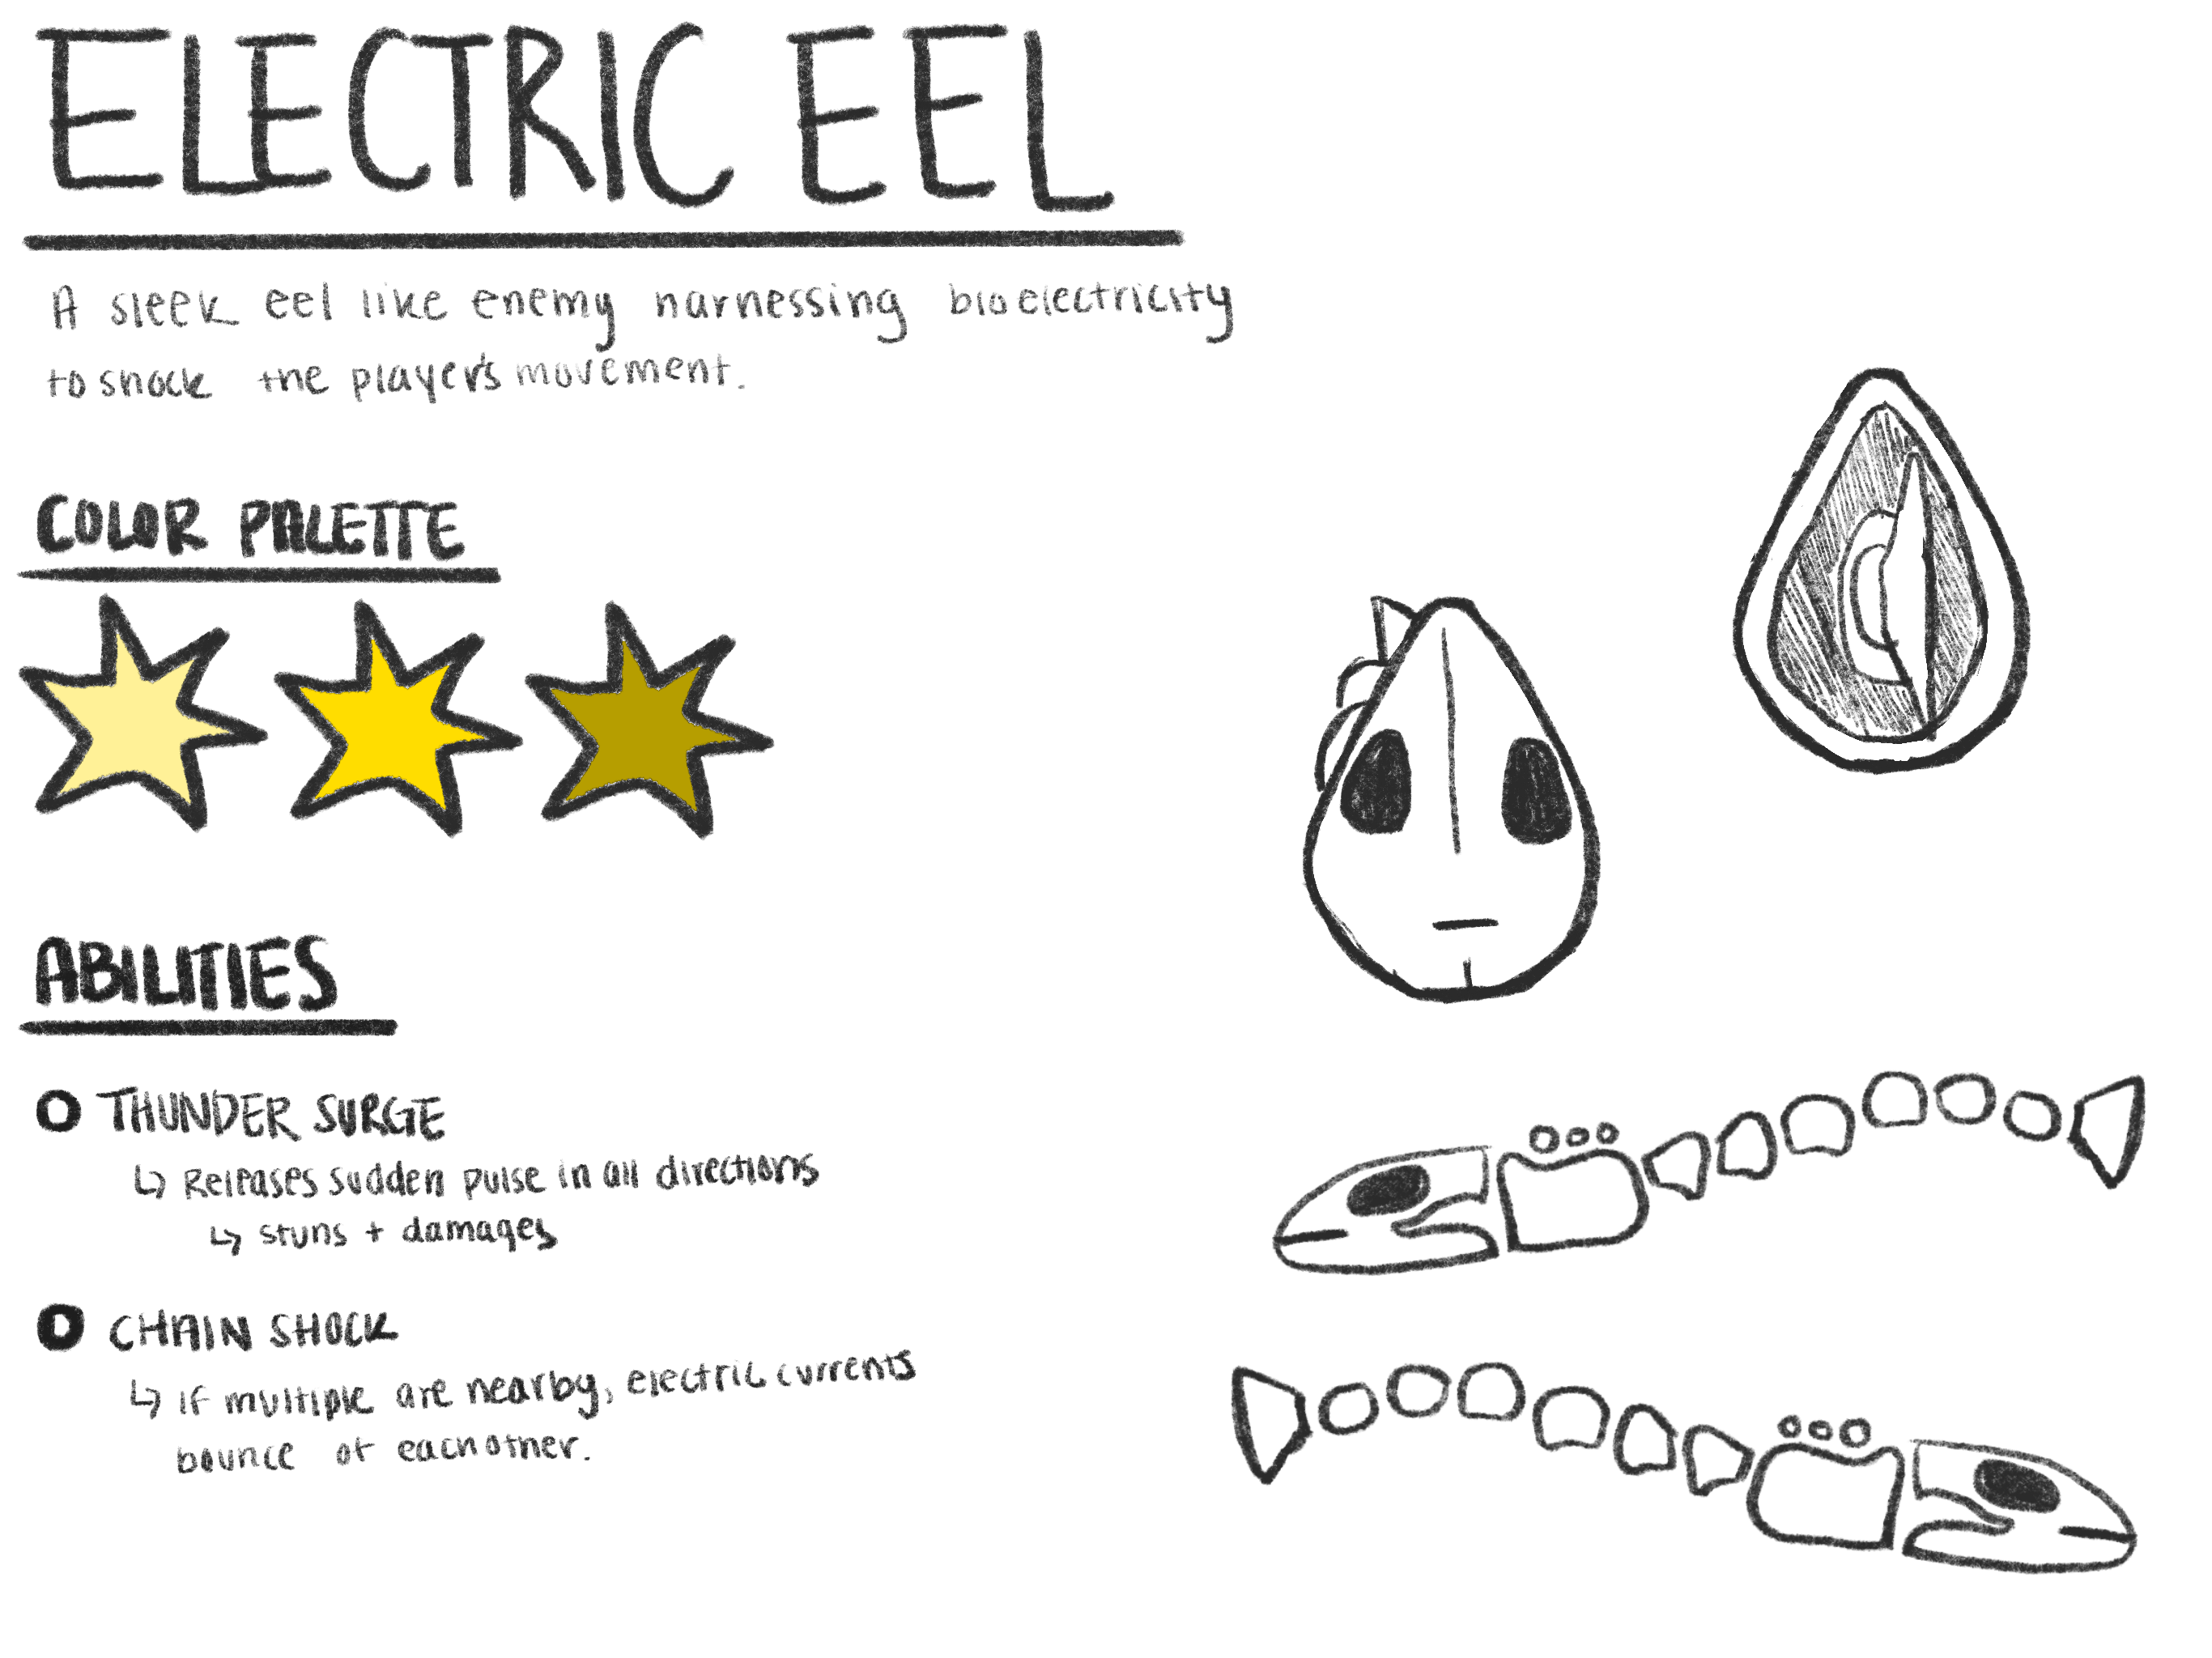 ELECTRIC EEL
A sleek eel like enemy harnessing bioelectricity
to shock the player's movement.
COLOR PALETTE
ABILITIES
O THUNDER SURGE
↳ Releases sudden pulse in all directions
↳ stuns + damages
O CHAIN SHOCK
↳ If multiple are nearby, electric currents
bounce of each other.